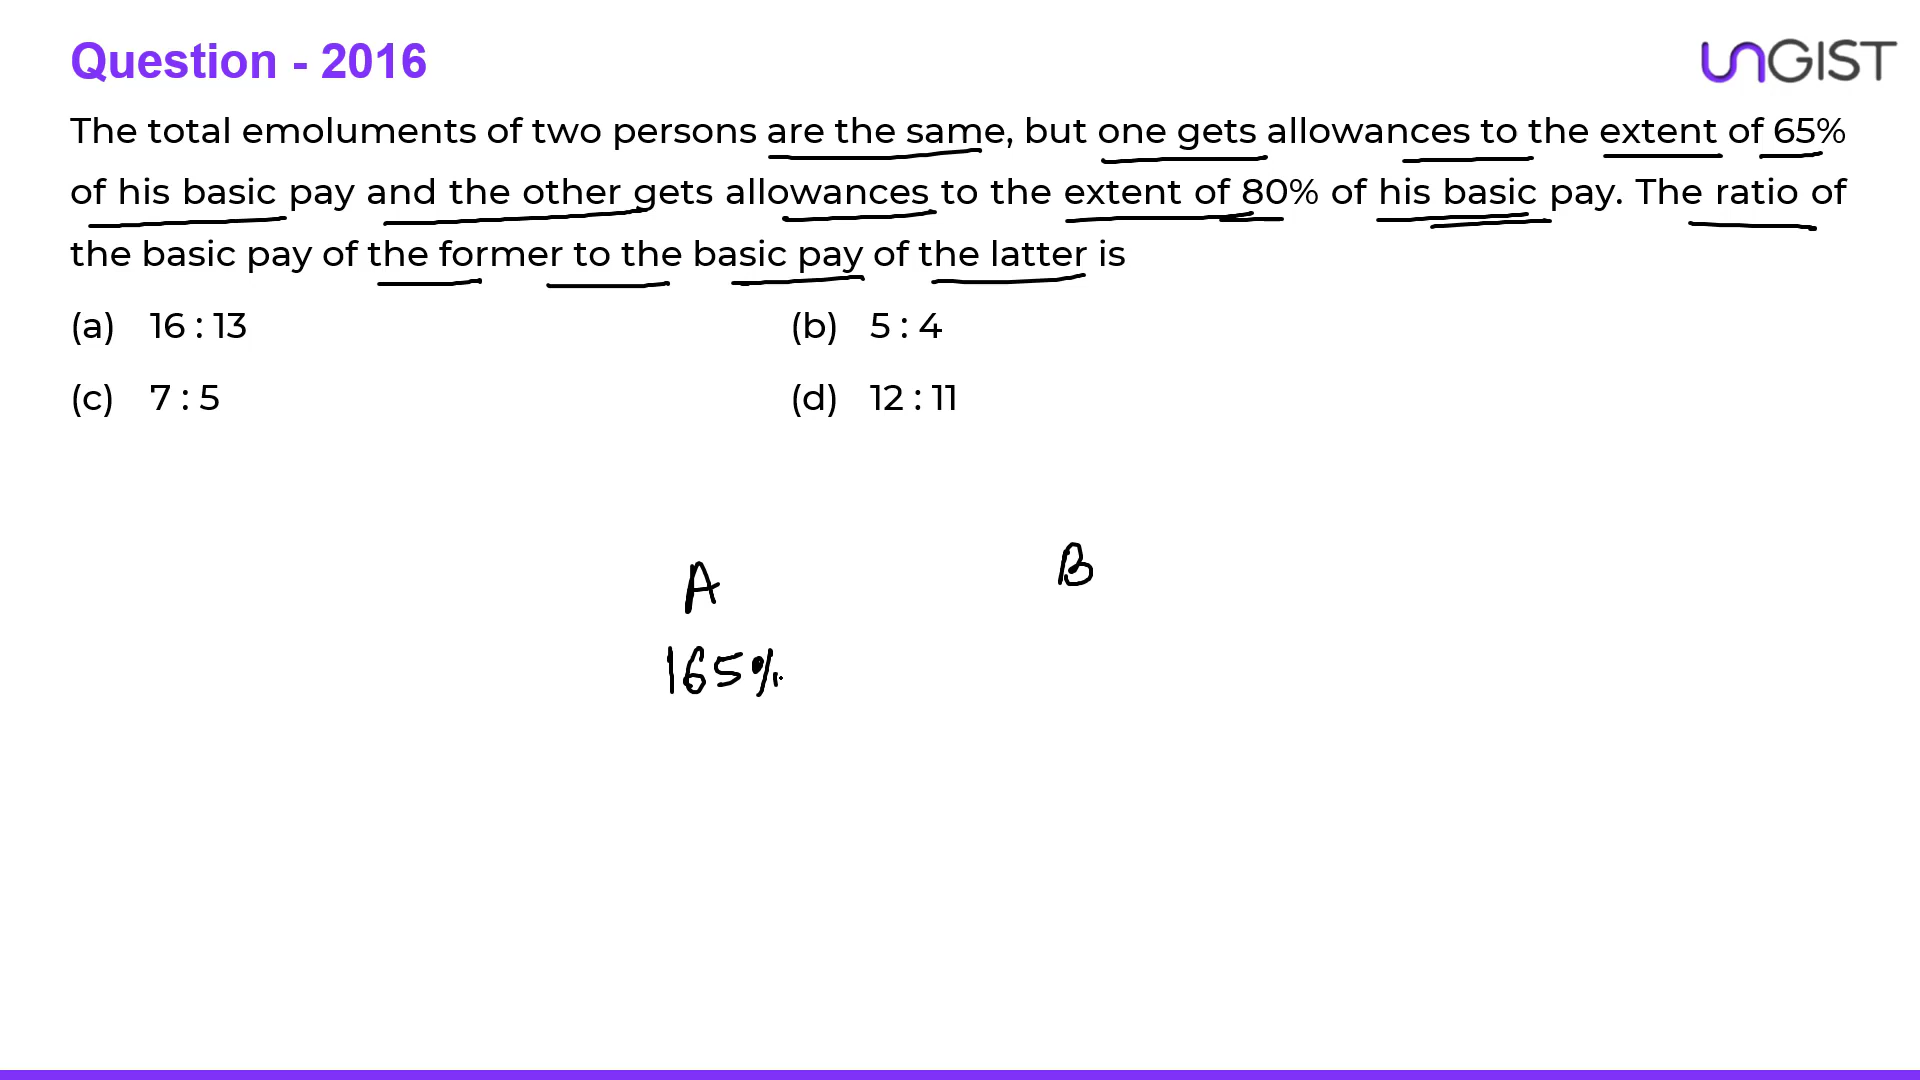 Question - 2016
UNGIST
The total emoluments of two persons are the same, but one gets allowances to the extent of 65%
of his basic pay and the other gets allowances to the extent of 80% of his basic pay. The ratio of
the basic pay of the former to the basic pay of the latter is
(a) 16 : 13 (b) 5 : 4
(c) 7 : 5 (d) 12 : 11
A B
165%